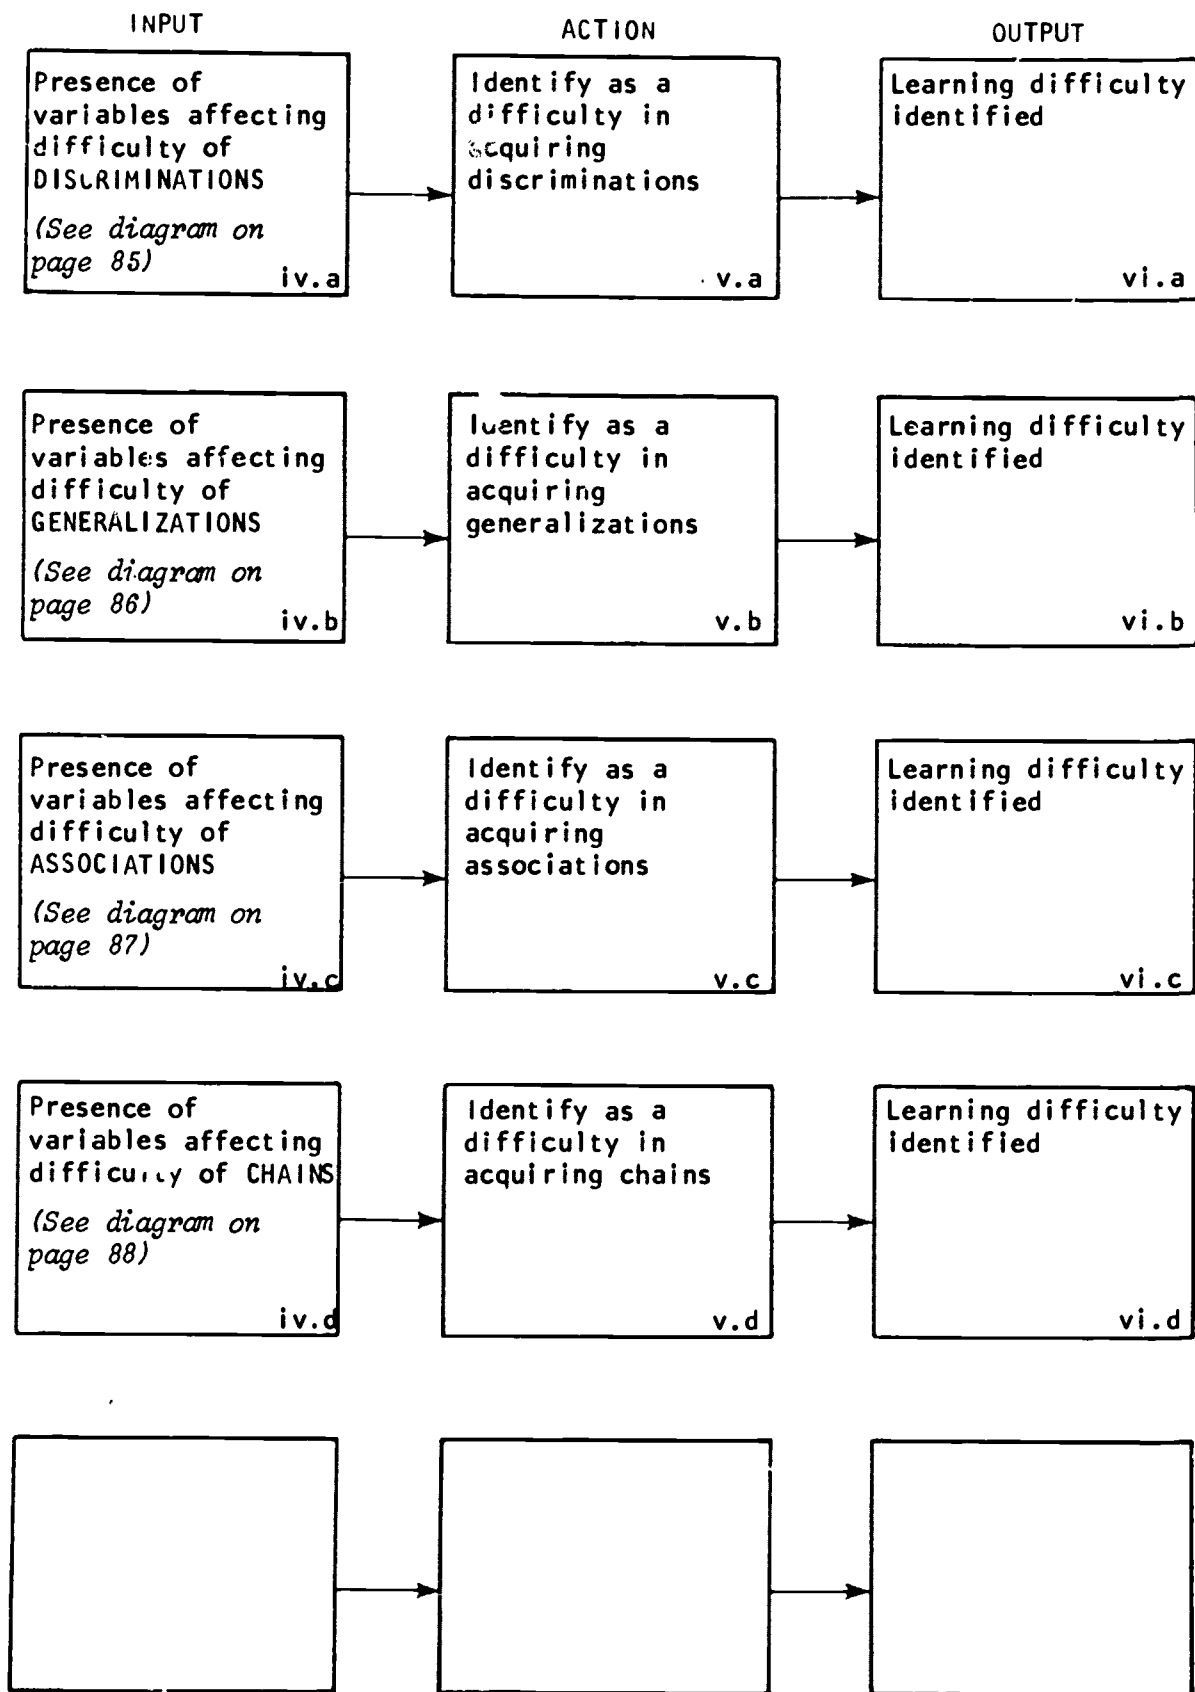 INPUT
ACTION
OUTPUT
Presence of
variables affecting
difficulty of
DISCRIMINATIONS
(See diagram on
page 85)
iv.a
Identify as a
difficulty in
acquiring
discriminations
v.a
Learning difficulty
identified
vi.a
Presence of
variables affecting
difficulty of
GENERALIZATIONS
(See diagram on
page 86)
iv.b
Identify as a
difficulty in
acquiring
generalizations
v.b
Learning difficulty
identified
vi.b
Presence of
variables affecting
difficulty of
ASSOCIATIONS
(See diagram on
page 87)
iv.c
Identify as a
difficulty in
acquiring
associations
v.c
Learning difficulty
identified
vi.c
Presence of
variables affecting
difficulty of CHAINS
(See diagram on
page 88)
iv.d
Identify as a
difficulty in
acquiring chains
v.d
Learning difficulty
identified
vi.d